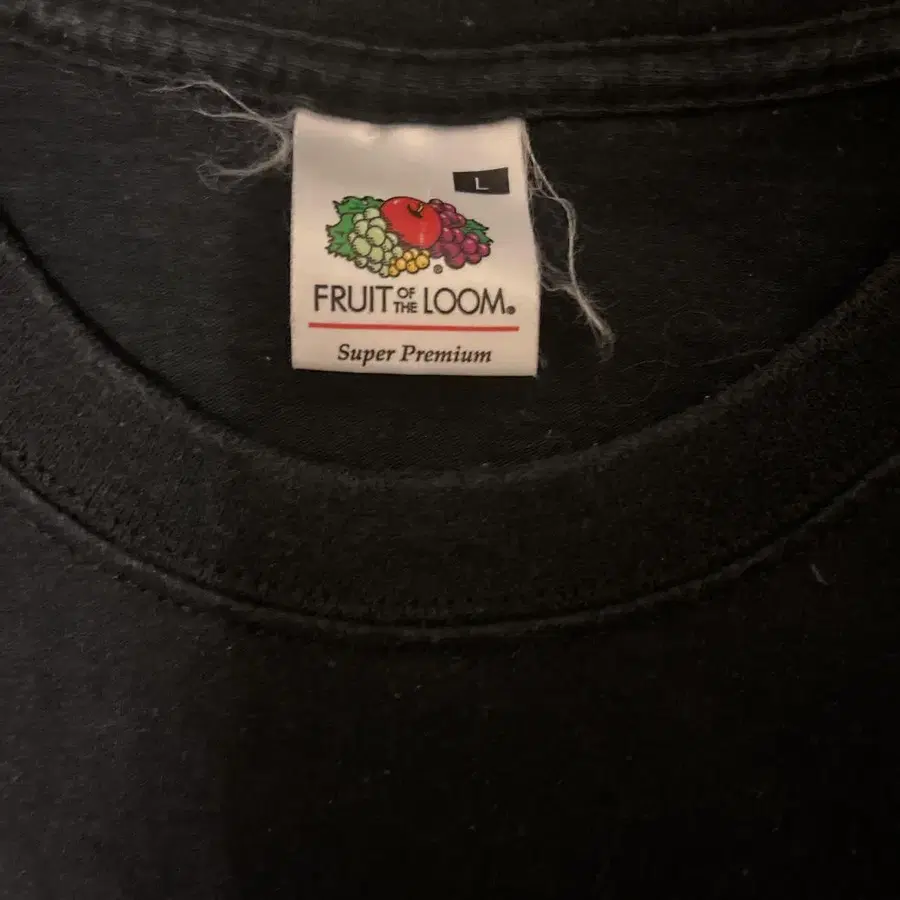 L
®
FRUIT OF THE LOOM®
Super Premium